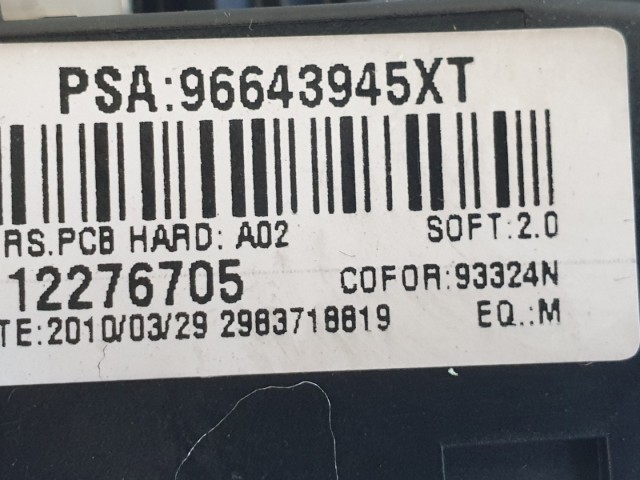 PSA:96643945XT
RS.PCB HARD: A02 SOFT:2.0
12276705 COFOR:93324N
TE:2010/03/29 2983718819 EQ.:M